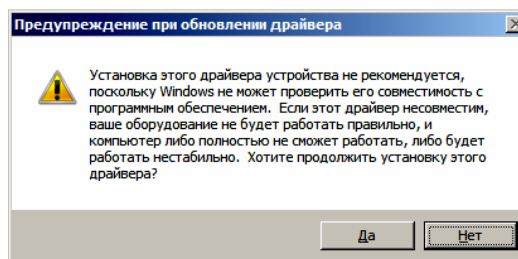 Предупреждение при обновлении драйвера
Установка этого драйвера устройства не рекомендуется,
поскольку Windows не может проверить его совместимость с
программным обеспечением. Если этот драйвер несовместим,
ваше оборудование не будет работать правильно, и
компьютер либо полностью не сможет работать, либо будет
работать нестабильно. Хотите продолжить установку этого
драйвера?
Да
Нет